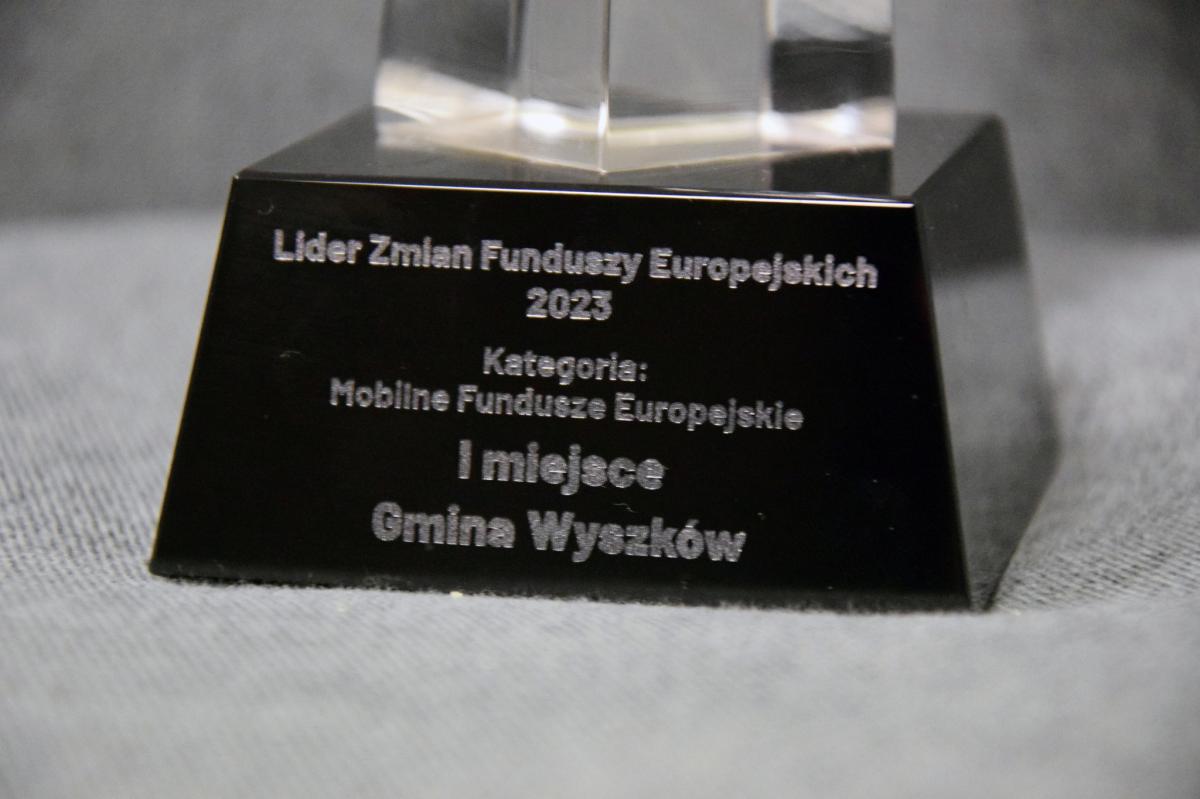 Lider Zmian Funduszy Europejskich
2023
Kategoria:
Mobilne Fundusze Europejskie
I miejsce
Gmina Wyszków